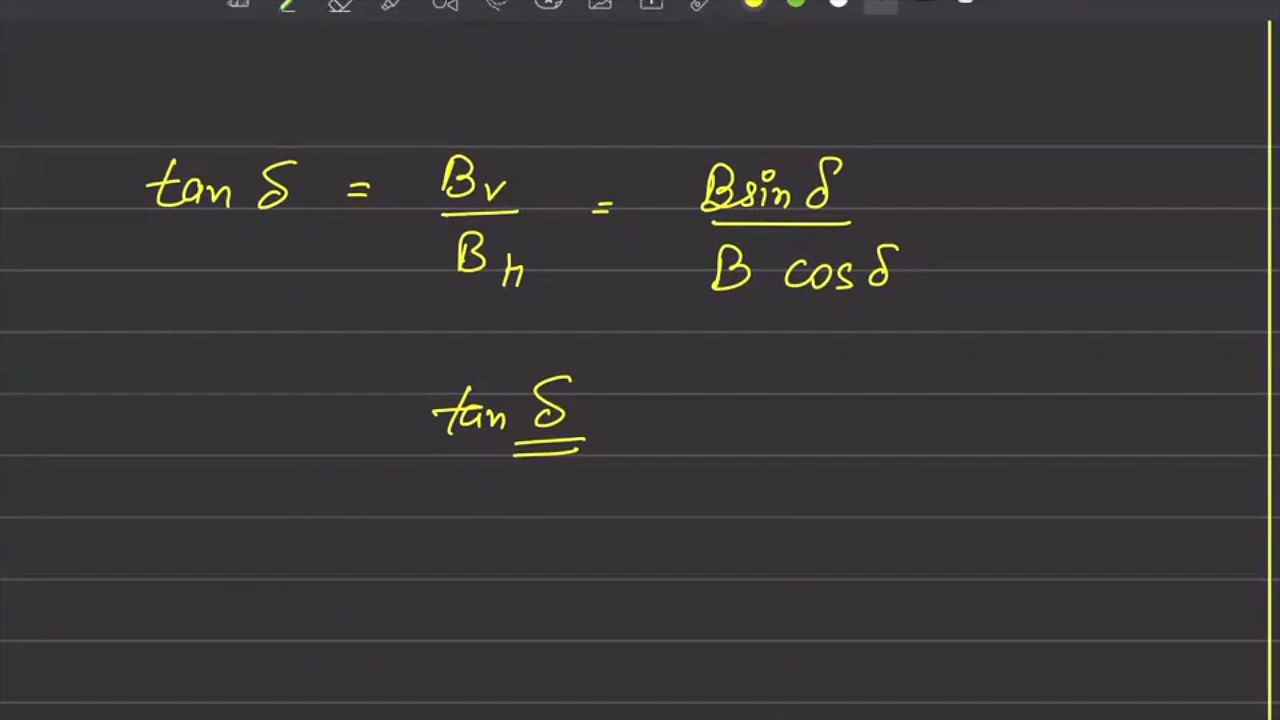 tan δ = Bv / Bh = B sin δ / B cos δ
tan δ